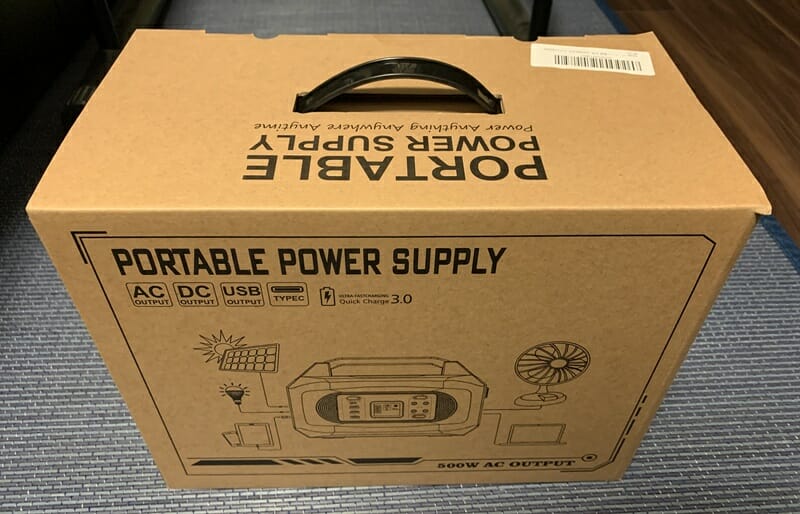 PORTABLE
POWER SUPPLY
Power Anything Anywhere Anytime
PORTABLE POWER SUPPLY
AC OUTPUT
DC OUTPUT
USB OUTPUT
TYPEC
ULTRA-FASTCHARGING
Quick Charge 3.0
500W AC OUTPUT